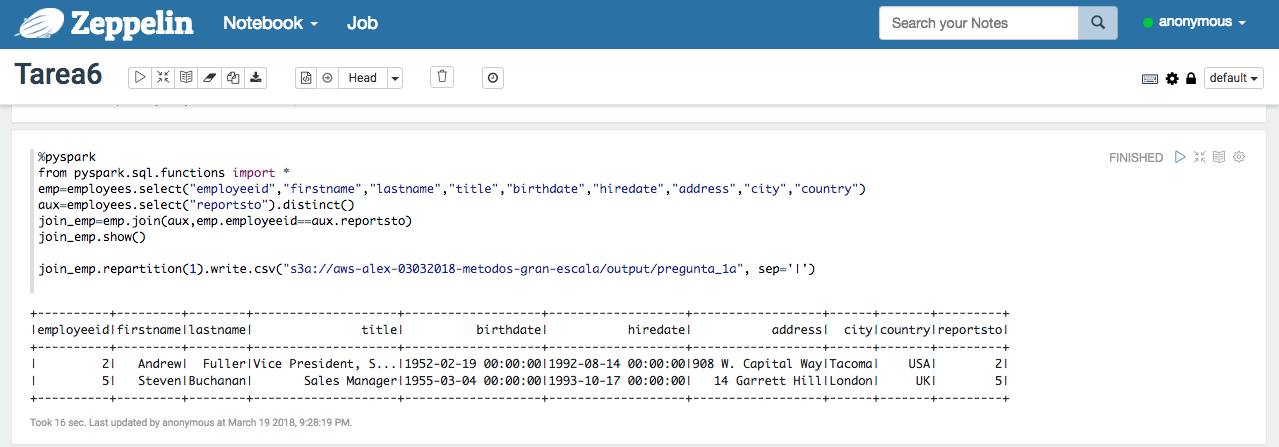 Zeppelin Notebook Job Search your Notes anonymous
Tarea6 Head default
%pyspark
FINISHED
from pyspark.sql.functions import *
emp=employees.select("employeeid","firstname","lastname","title","birthdate","hiredate","address","city","country")
aux=employees.select("reportsto").distinct()
join_emp=emp.join(aux,emp.employeeid==aux.reportsto)
join_emp.show()
join_emp.repartition(1).write.csv("s3a://aws-alex-03032018-metodos-gran-escala/output/pregunta_1a", sep='|')
+----------+---------+--------+--------------------+-------------------+-------------------+-----------------+------+-------+---------+
|employeeid|firstname|lastname|               title|          birthdate|           hiredate|          address|  city|country|reportsto|
+----------+---------+--------+--------------------+-------------------+-------------------+-----------------+------+-------+---------+
|         2|   Andrew|  Fuller|Vice President, S...|1952-02-19 00:00:00|1992-08-14 00:00:00|908 W. Capital Way|Tacoma|    USA|        2|
|         5|   Steven|Buchanan|       Sales Manager|1955-03-04 00:00:00|1993-10-17 00:00:00|  14 Garrett Hill|London|     UK|        5|
+----------+---------+--------+--------------------+-------------------+-------------------+-----------------+------+-------+---------+
Took 16 sec. Last updated by anonymous at March 19 2018, 9:28:19 PM.